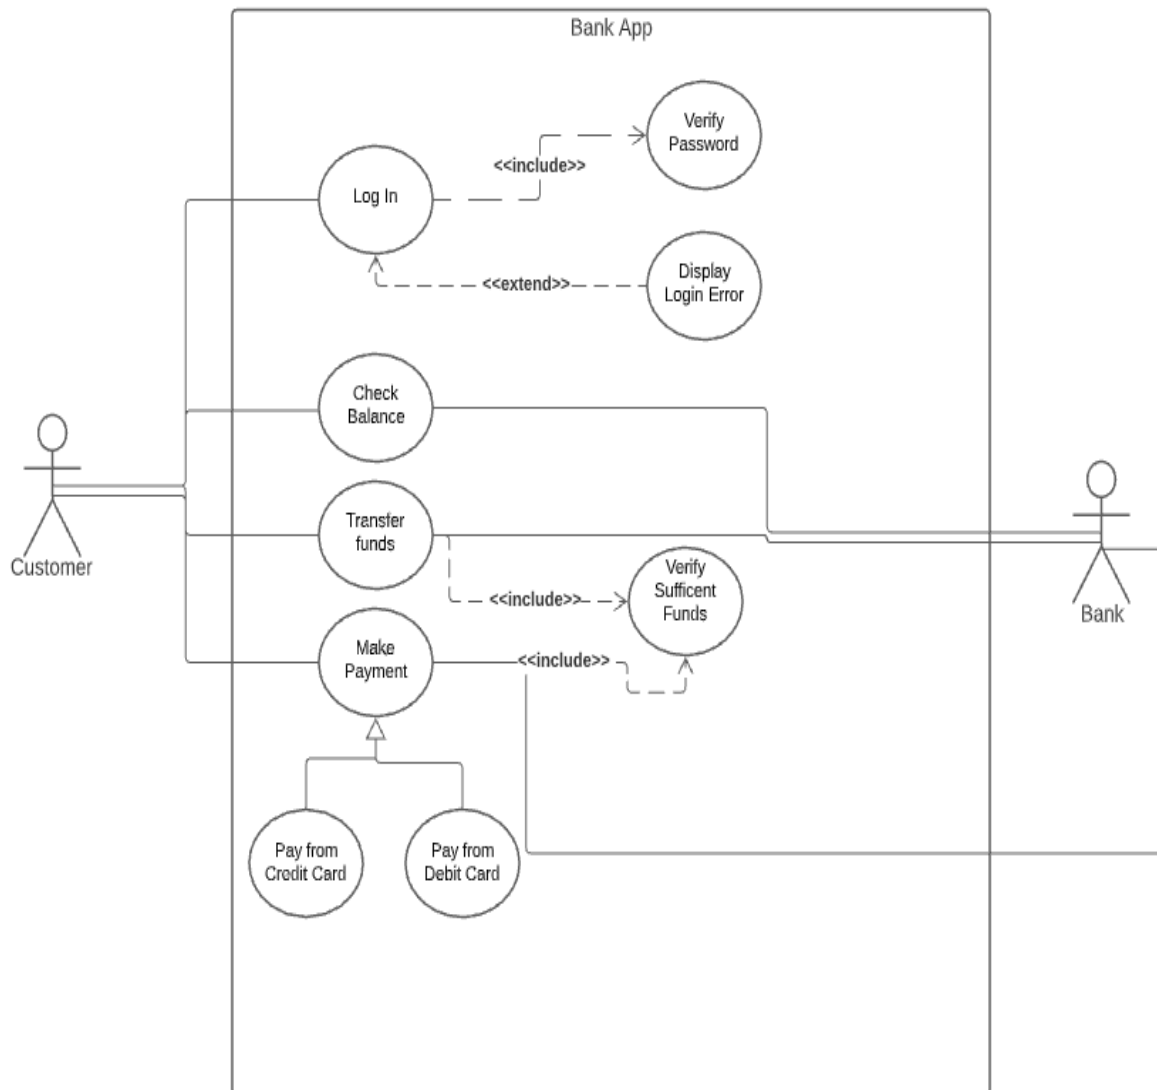 Bank App
Verify
Password
<<include>>
Log In
Display
Login Error
<<extend>>
Check
Balance
Customer
Transfer
funds
Verify
Sufficent
Funds
<<include>>
Bank
Make
Payment
<<include>>
Pay from
Credit Card
Pay from
Debit Card